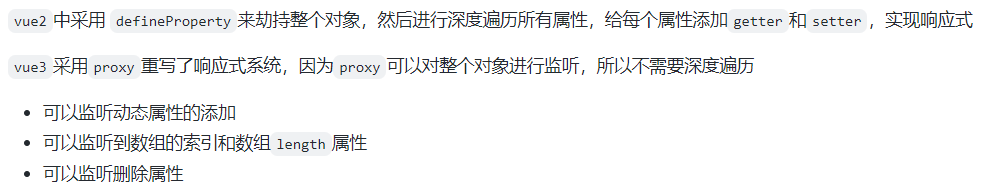 vue2 中采用 defineProperty 来劫持整个对象，然后进行深度遍历所有属性，给每个属性添加 getter 和 setter ，实现响应式
vue3 采用 proxy 重写了响应式系统，因为 proxy 可以对整个对象进行监听，所以不需要深度遍历
• 可以监听动态属性的添加
• 可以监听到数组的索引和数组 length 属性
• 可以监听删除属性